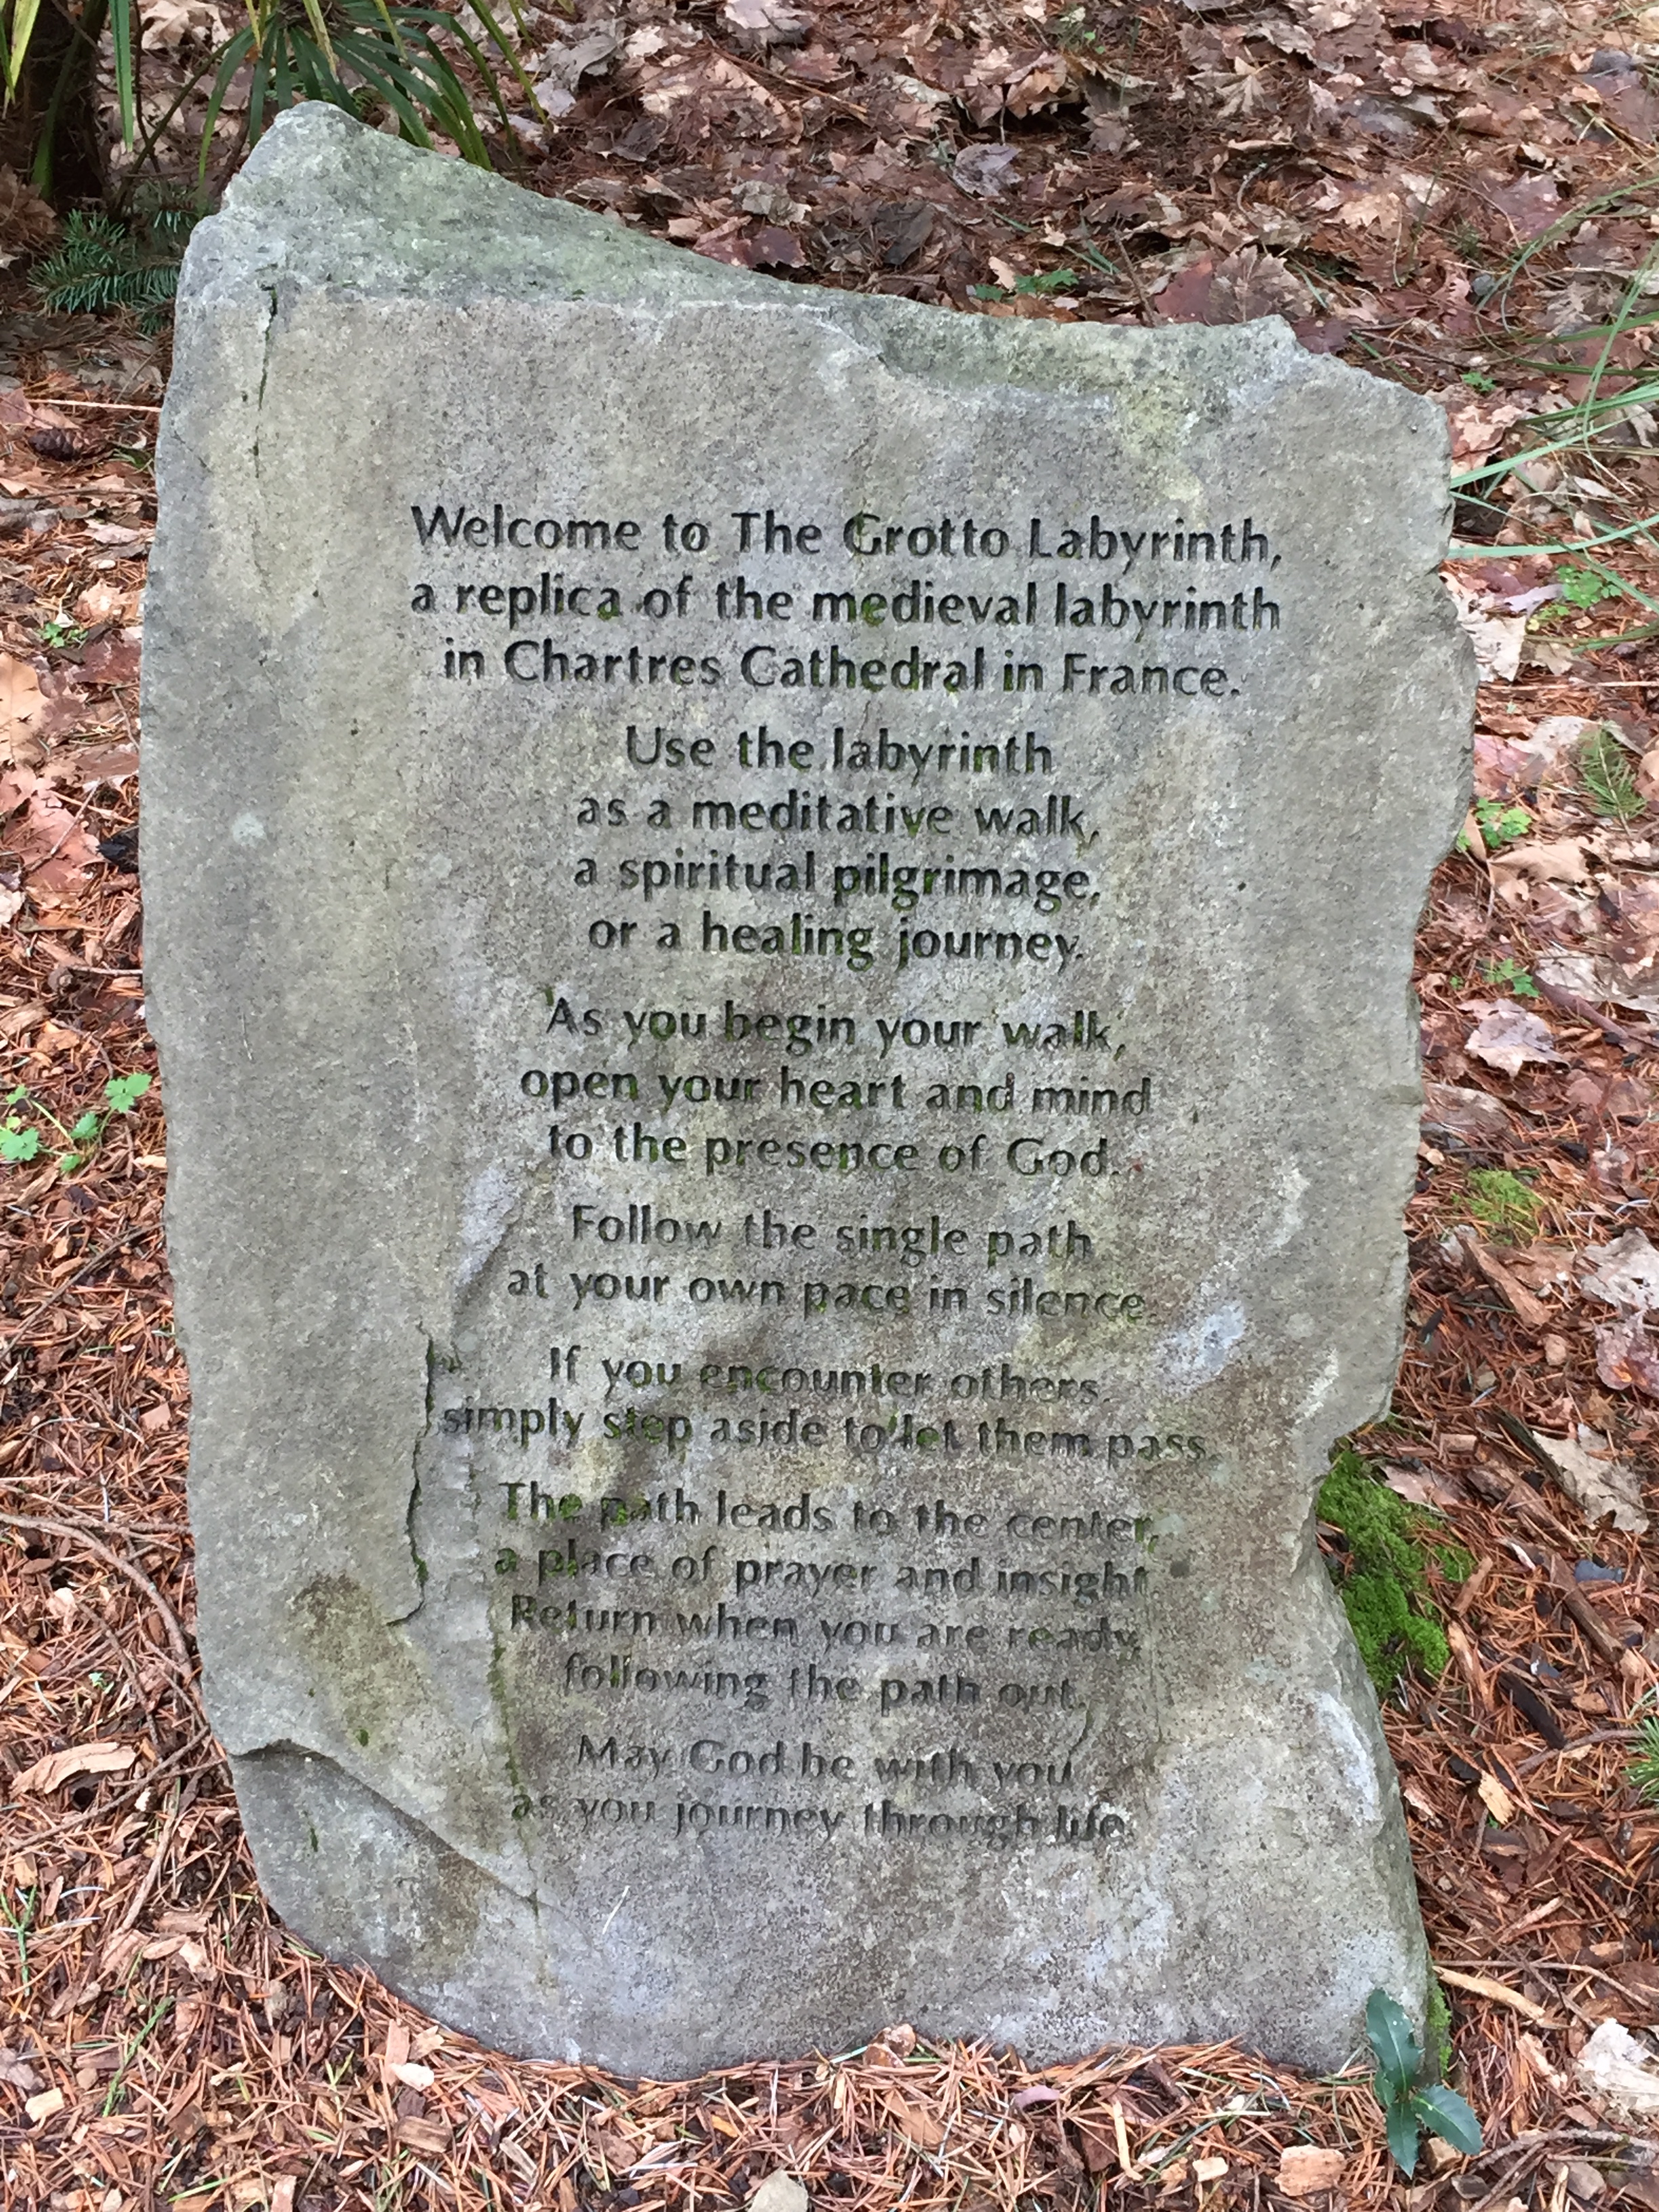 Welcome to The Grotto Labyrinth,
a replica of the medieval labyrinth
in Chartres Cathedral in France.
Use the labyrinth
as a meditative walk,
a spiritual pilgrimage,
or a healing journey.
As you begin your walk,
open your heart and mind
to the presence of God.
Follow the single path
at your own pace in silence.
If you encounter others,
simply step aside to let them pass.
The path leads to the center,
a place of prayer and insight.
Return when you are ready,
following the path out.
May God be with you
as you journey through life.